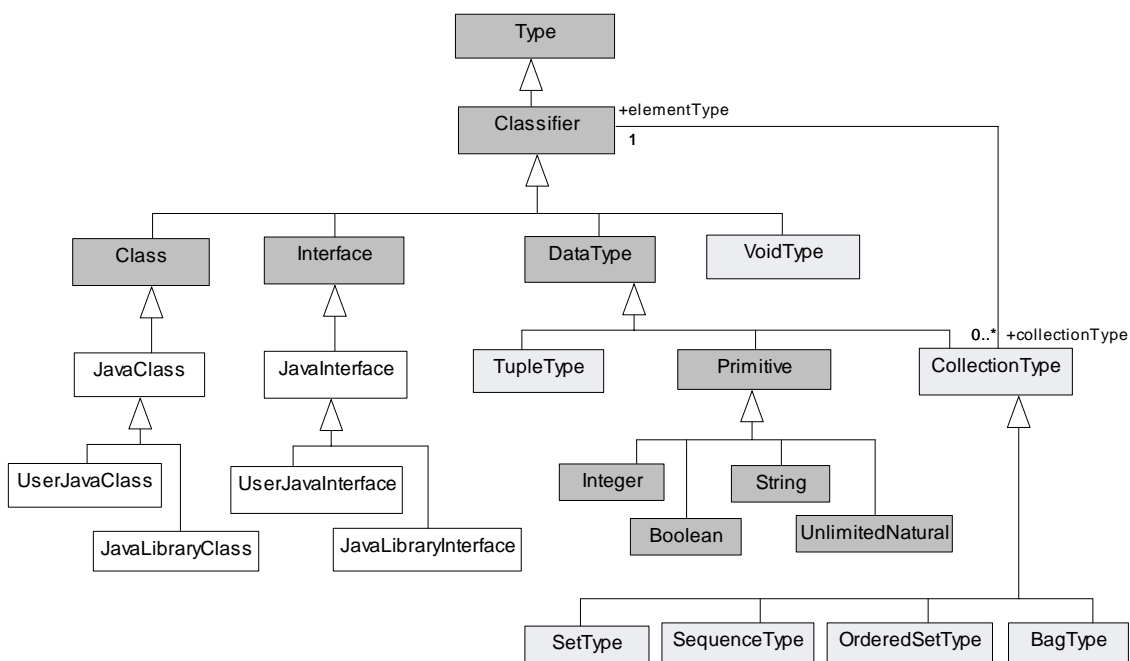 Type
Classifier
+elementType
1
Class
Interface
DataType
VoidType
0..* +collectionType
JavaClass
JavaInterface
TupleType
Primitive
CollectionType
UserJavaClass
UserJavaInterface
Integer
String
JavaLibraryClass
JavaLibraryInterface
Boolean
UnlimitedNatural
SetType
SequenceType
OrderedSetType
BagType